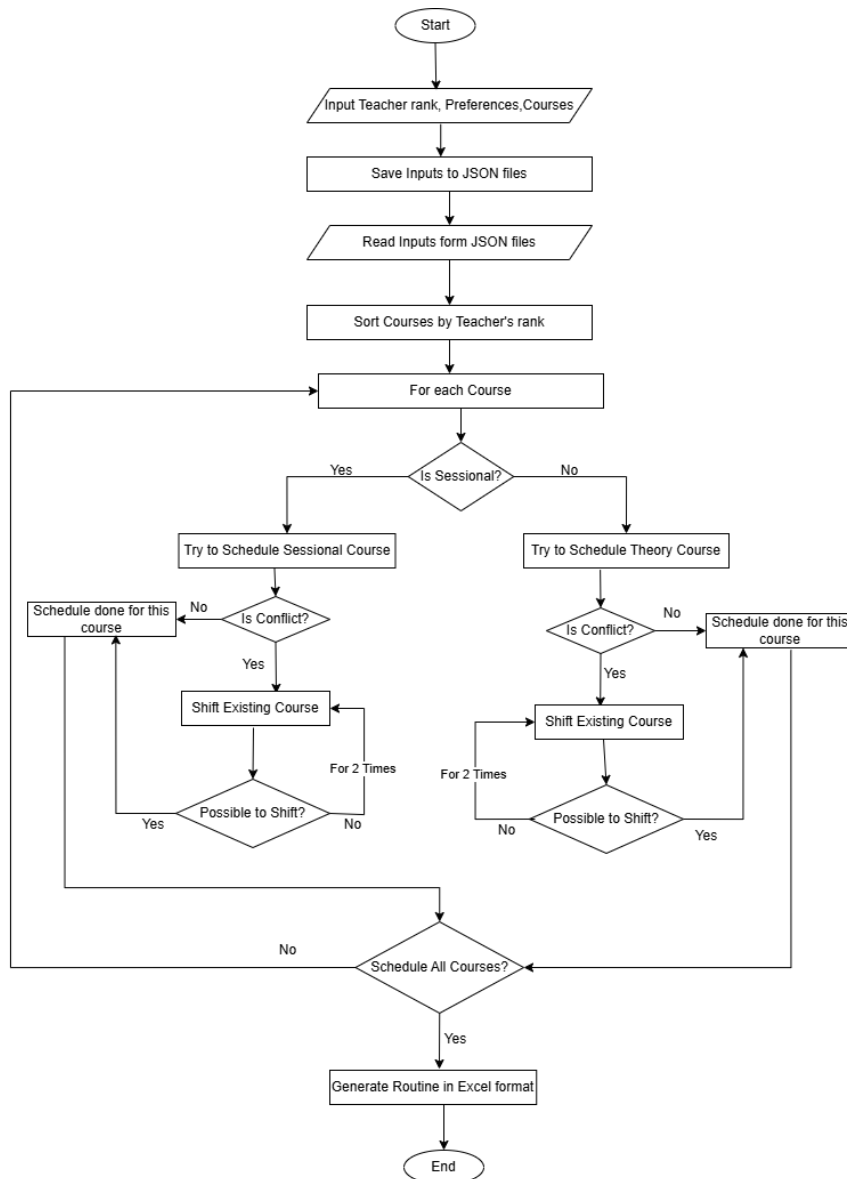 Start
Input Teacher rank, Preferences,Courses
Save Inputs to JSON files
Read Inputs form JSON files
Sort Courses by Teacher's rank
For each Course
Is Sessional?
Yes
No
Try to Schedule Sessional Course
Try to Schedule Theory Course
Is Conflict?
No
Schedule done for this
course
Yes
Is Conflict?
No
Schedule done for this
course
Yes
Shift Existing Course
Shift Existing Course
For 2 Times
For 2 Times
Possible to Shift?
Yes
No
Possible to Shift?
No
Yes
Schedule All Courses?
No
Yes
Generate Routine in Excel format
End